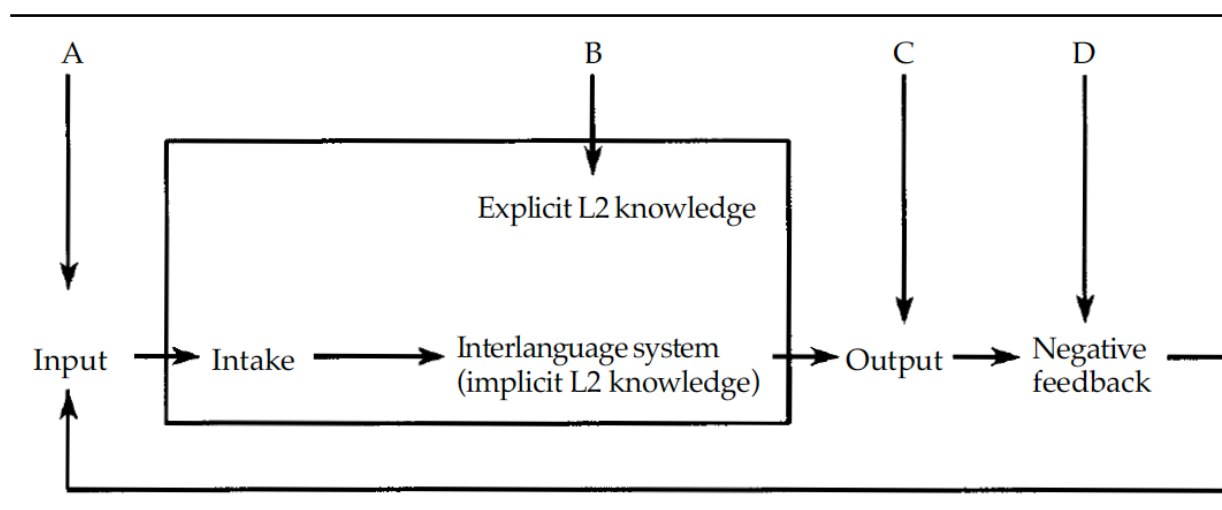 A B C D
Explicit L2 knowledge
Input Intake Interlanguage system (implicit L2 knowledge) Output Negative feedback